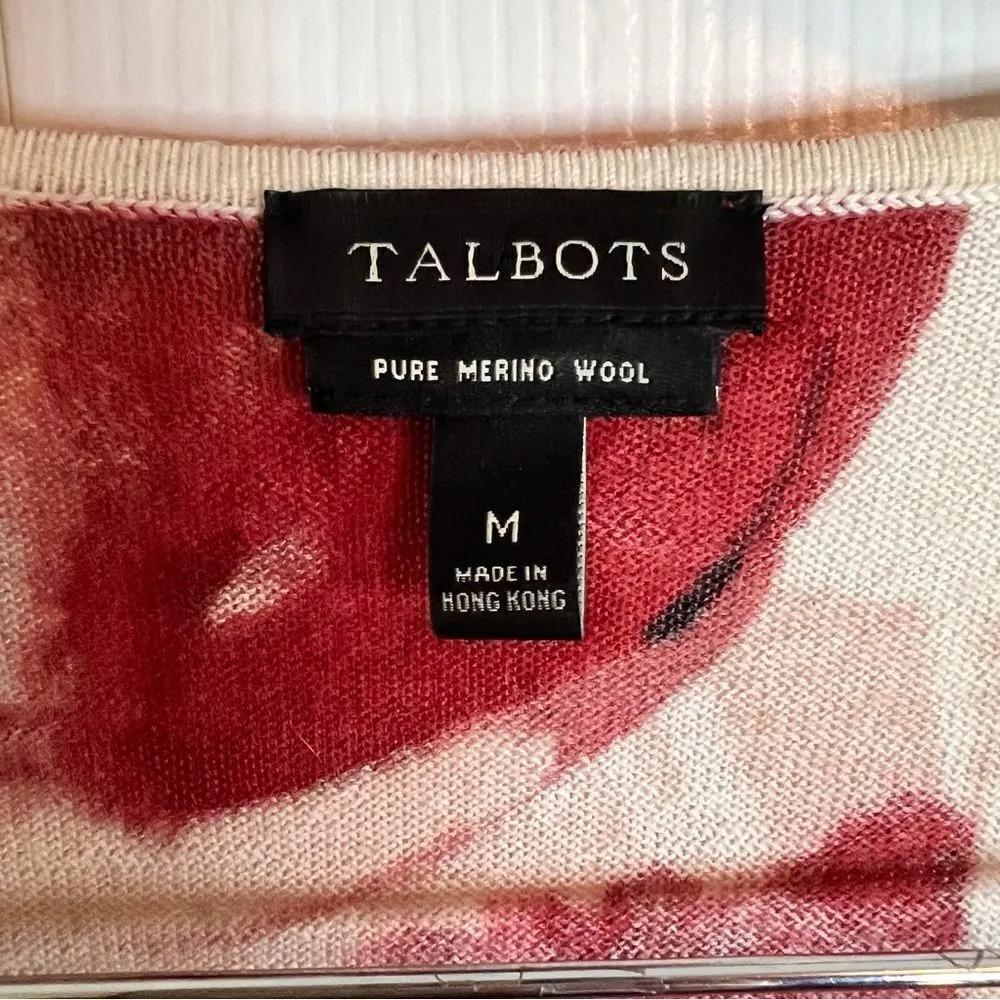 TALBOTS
PURE MERINO WOOL
M
MADE IN
HONG KONG